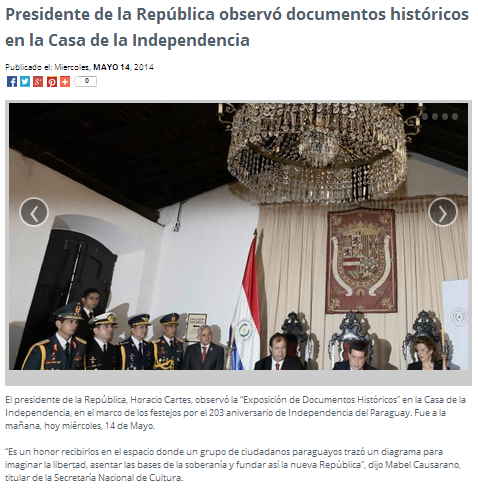 Presidente de la República observó documentos históricos
en la Casa de la Independencia
Publicado el: Miercoles, MAYO 14, 2014
0
El presidente de la República, Horacio Cartes, observó la "Exposición de Documentos Históricos" en la Casa de la
Independencia, en el marco de los festejos por el 203 aniversario de Independencia del Paraguay. Fue a la
mañana, hoy miércoles, 14 de Mayo.
"Es un honor recibirlos en el espacio donde un grupo de ciudadanos paraguayos trazó un diagrama para
imaginar la libertad, asentar las bases de la soberanía y fundar así la nueva República", dijo Mabel Causarano,
titular de la Secretaría Nacional de Cultura.